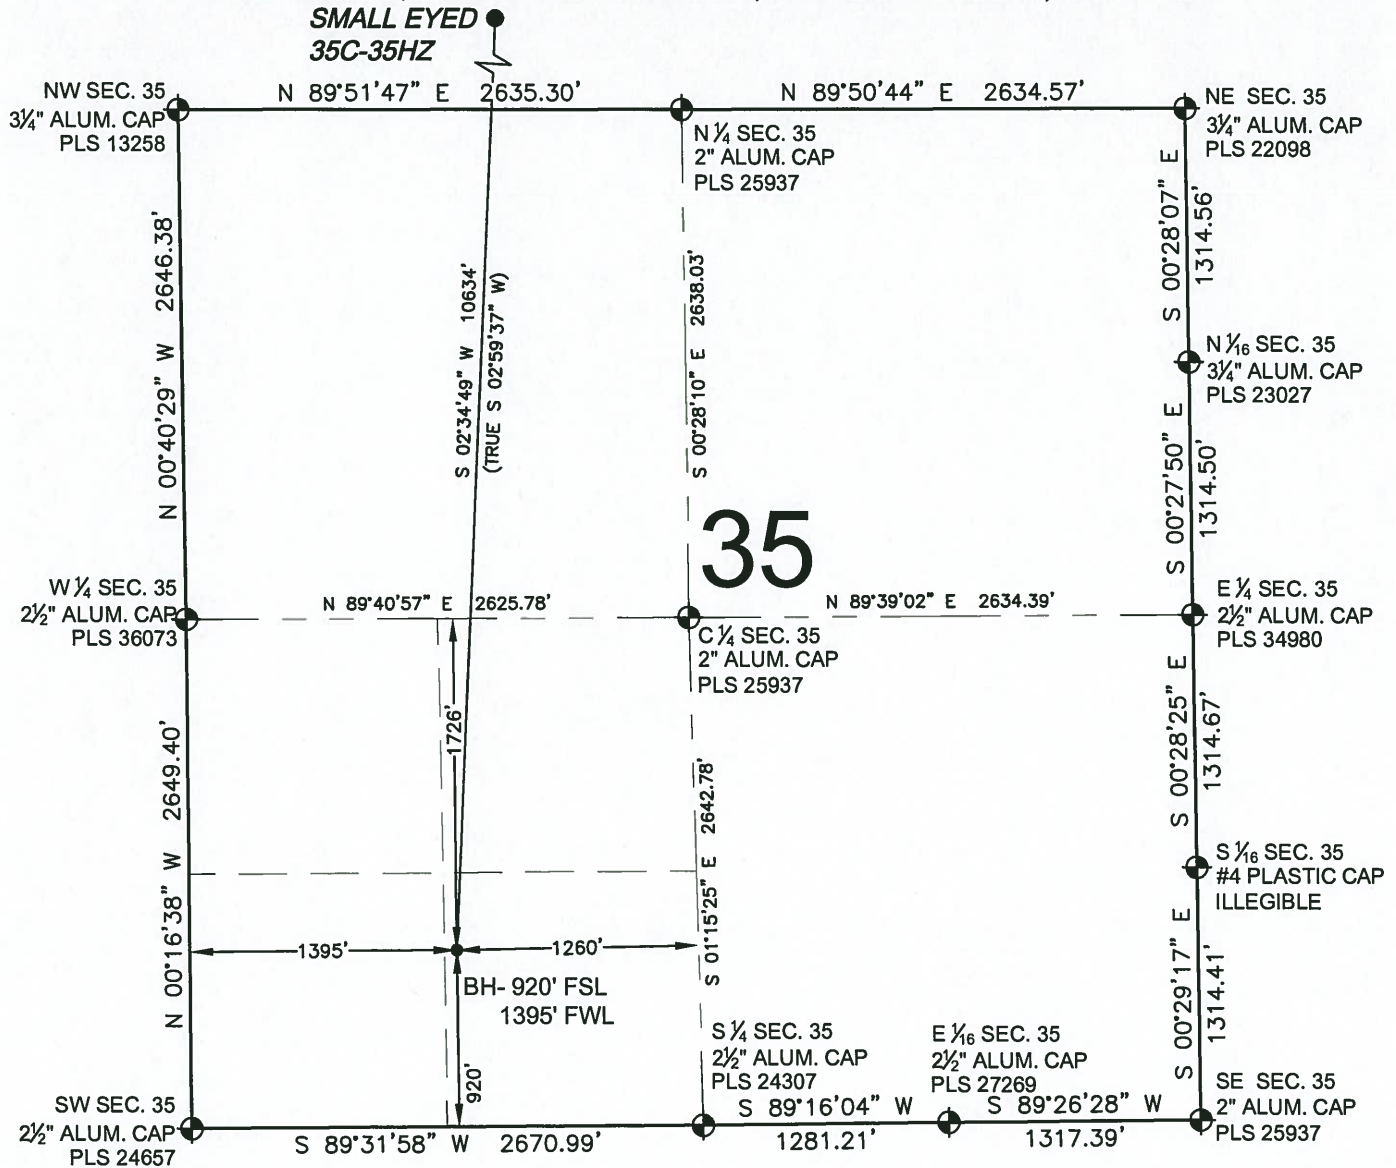 SMALL EYED
35C-35HZ
NW SEC. 35
3¼" ALUM. CAP
PLS 13258
N 89°51'47" E 2635.30'
N 89°50'44" E 2634.57'
NE SEC. 35
3¼" ALUM. CAP
PLS 22098
N ¼ SEC. 35
2" ALUM. CAP
PLS 25937
N 00°40'29" W 2646.38'
S 02°34'49" W 10634'
(TRUE S 02°59'37" W)
S 00°28'10" E 2638.03'
S 00°28'07" E
1314.56'
N 1⁄16 SEC. 35
3¼" ALUM. CAP
PLS 23027
S 00°27'50" E
1314.50'
35
W ¼ SEC. 35
2½" ALUM. CAP
PLS 36073
N 89°40'57" E 2625.78'
N 89°39'02" E 2634.39'
E ¼ SEC. 35
2½" ALUM. CAP
PLS 34980
C ¼ SEC. 35
2" ALUM. CAP
PLS 25937
1726'
N 00°16'38" W 2649.40'
S 01°15'25" E 2642.78'
S 00°28'25" E
1314.67'
S 1⁄16 SEC. 35
#4 PLASTIC CAP
ILLEGIBLE
1395'
1260'
BH- 920' FSL
1395' FWL
920'
S 00°29'17" E
1314.41'
S ¼ SEC. 35
2½" ALUM. CAP
PLS 24307
E 1⁄16 SEC. 35
2½" ALUM. CAP
PLS 27269
SW SEC. 35
2½" ALUM. CAP
PLS 24657
S 89°31'58" W 2670.99'
S 89°16'04" W
1281.21'
S 89°26'28" W
1317.39'
SE SEC. 35
2" ALUM. CAP
PLS 25937